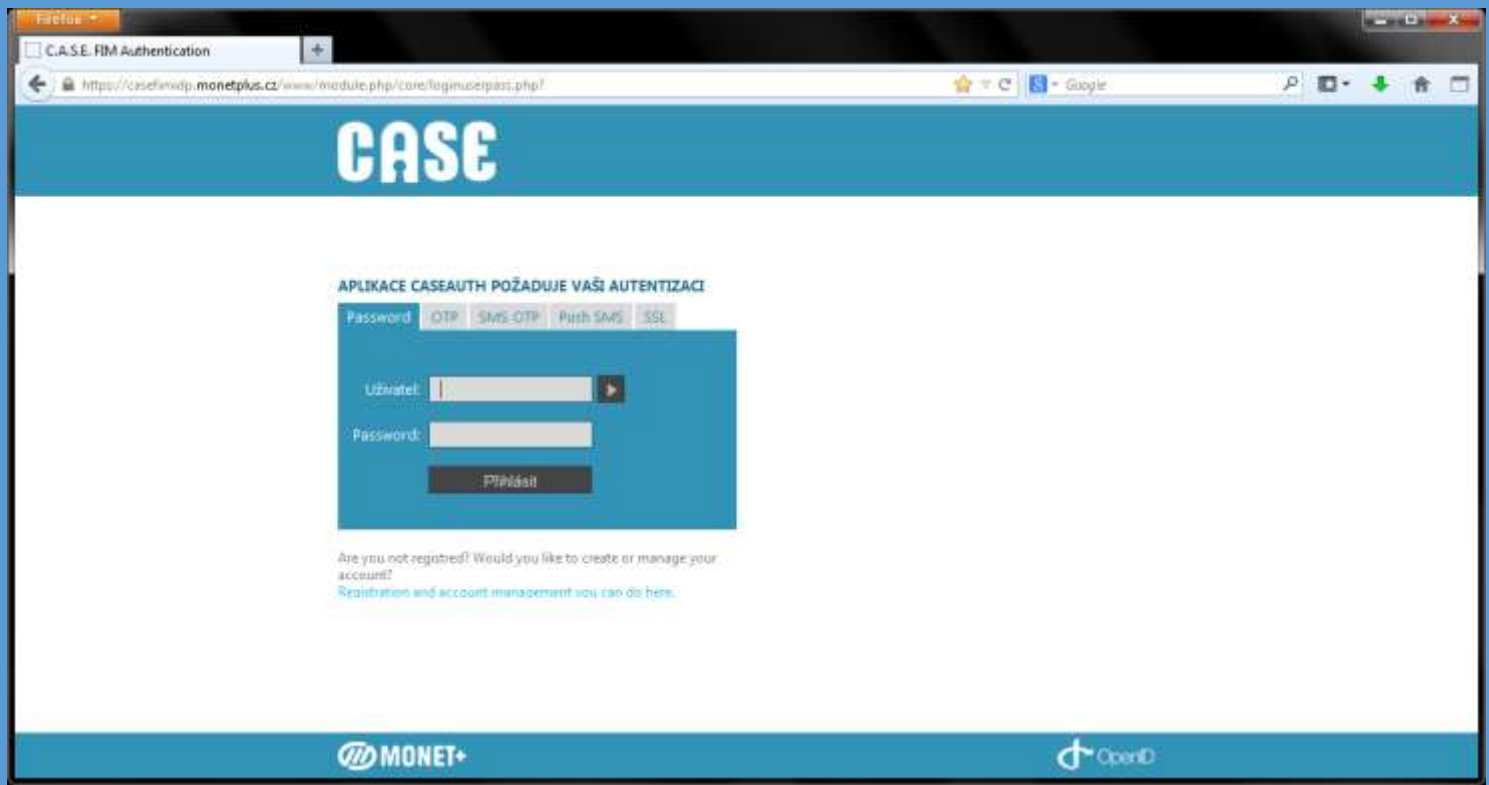 Firefox
C.A.S.E. FIM Authentication
https://casefimidp.monetplus.cz/www/module.php/core/loginuserpass.php?
Google
CASE
APLIKACE CASEAUTH POŽADUJE VAŠI AUTENTIZACI
Password OTP SMS OTP Push SMS SSL
Uživatel:
Password:
Přihlásit
Are you not registred? Would you like to create or manage your
account?
Registration and account management you can do here.
MONET+
OpenID